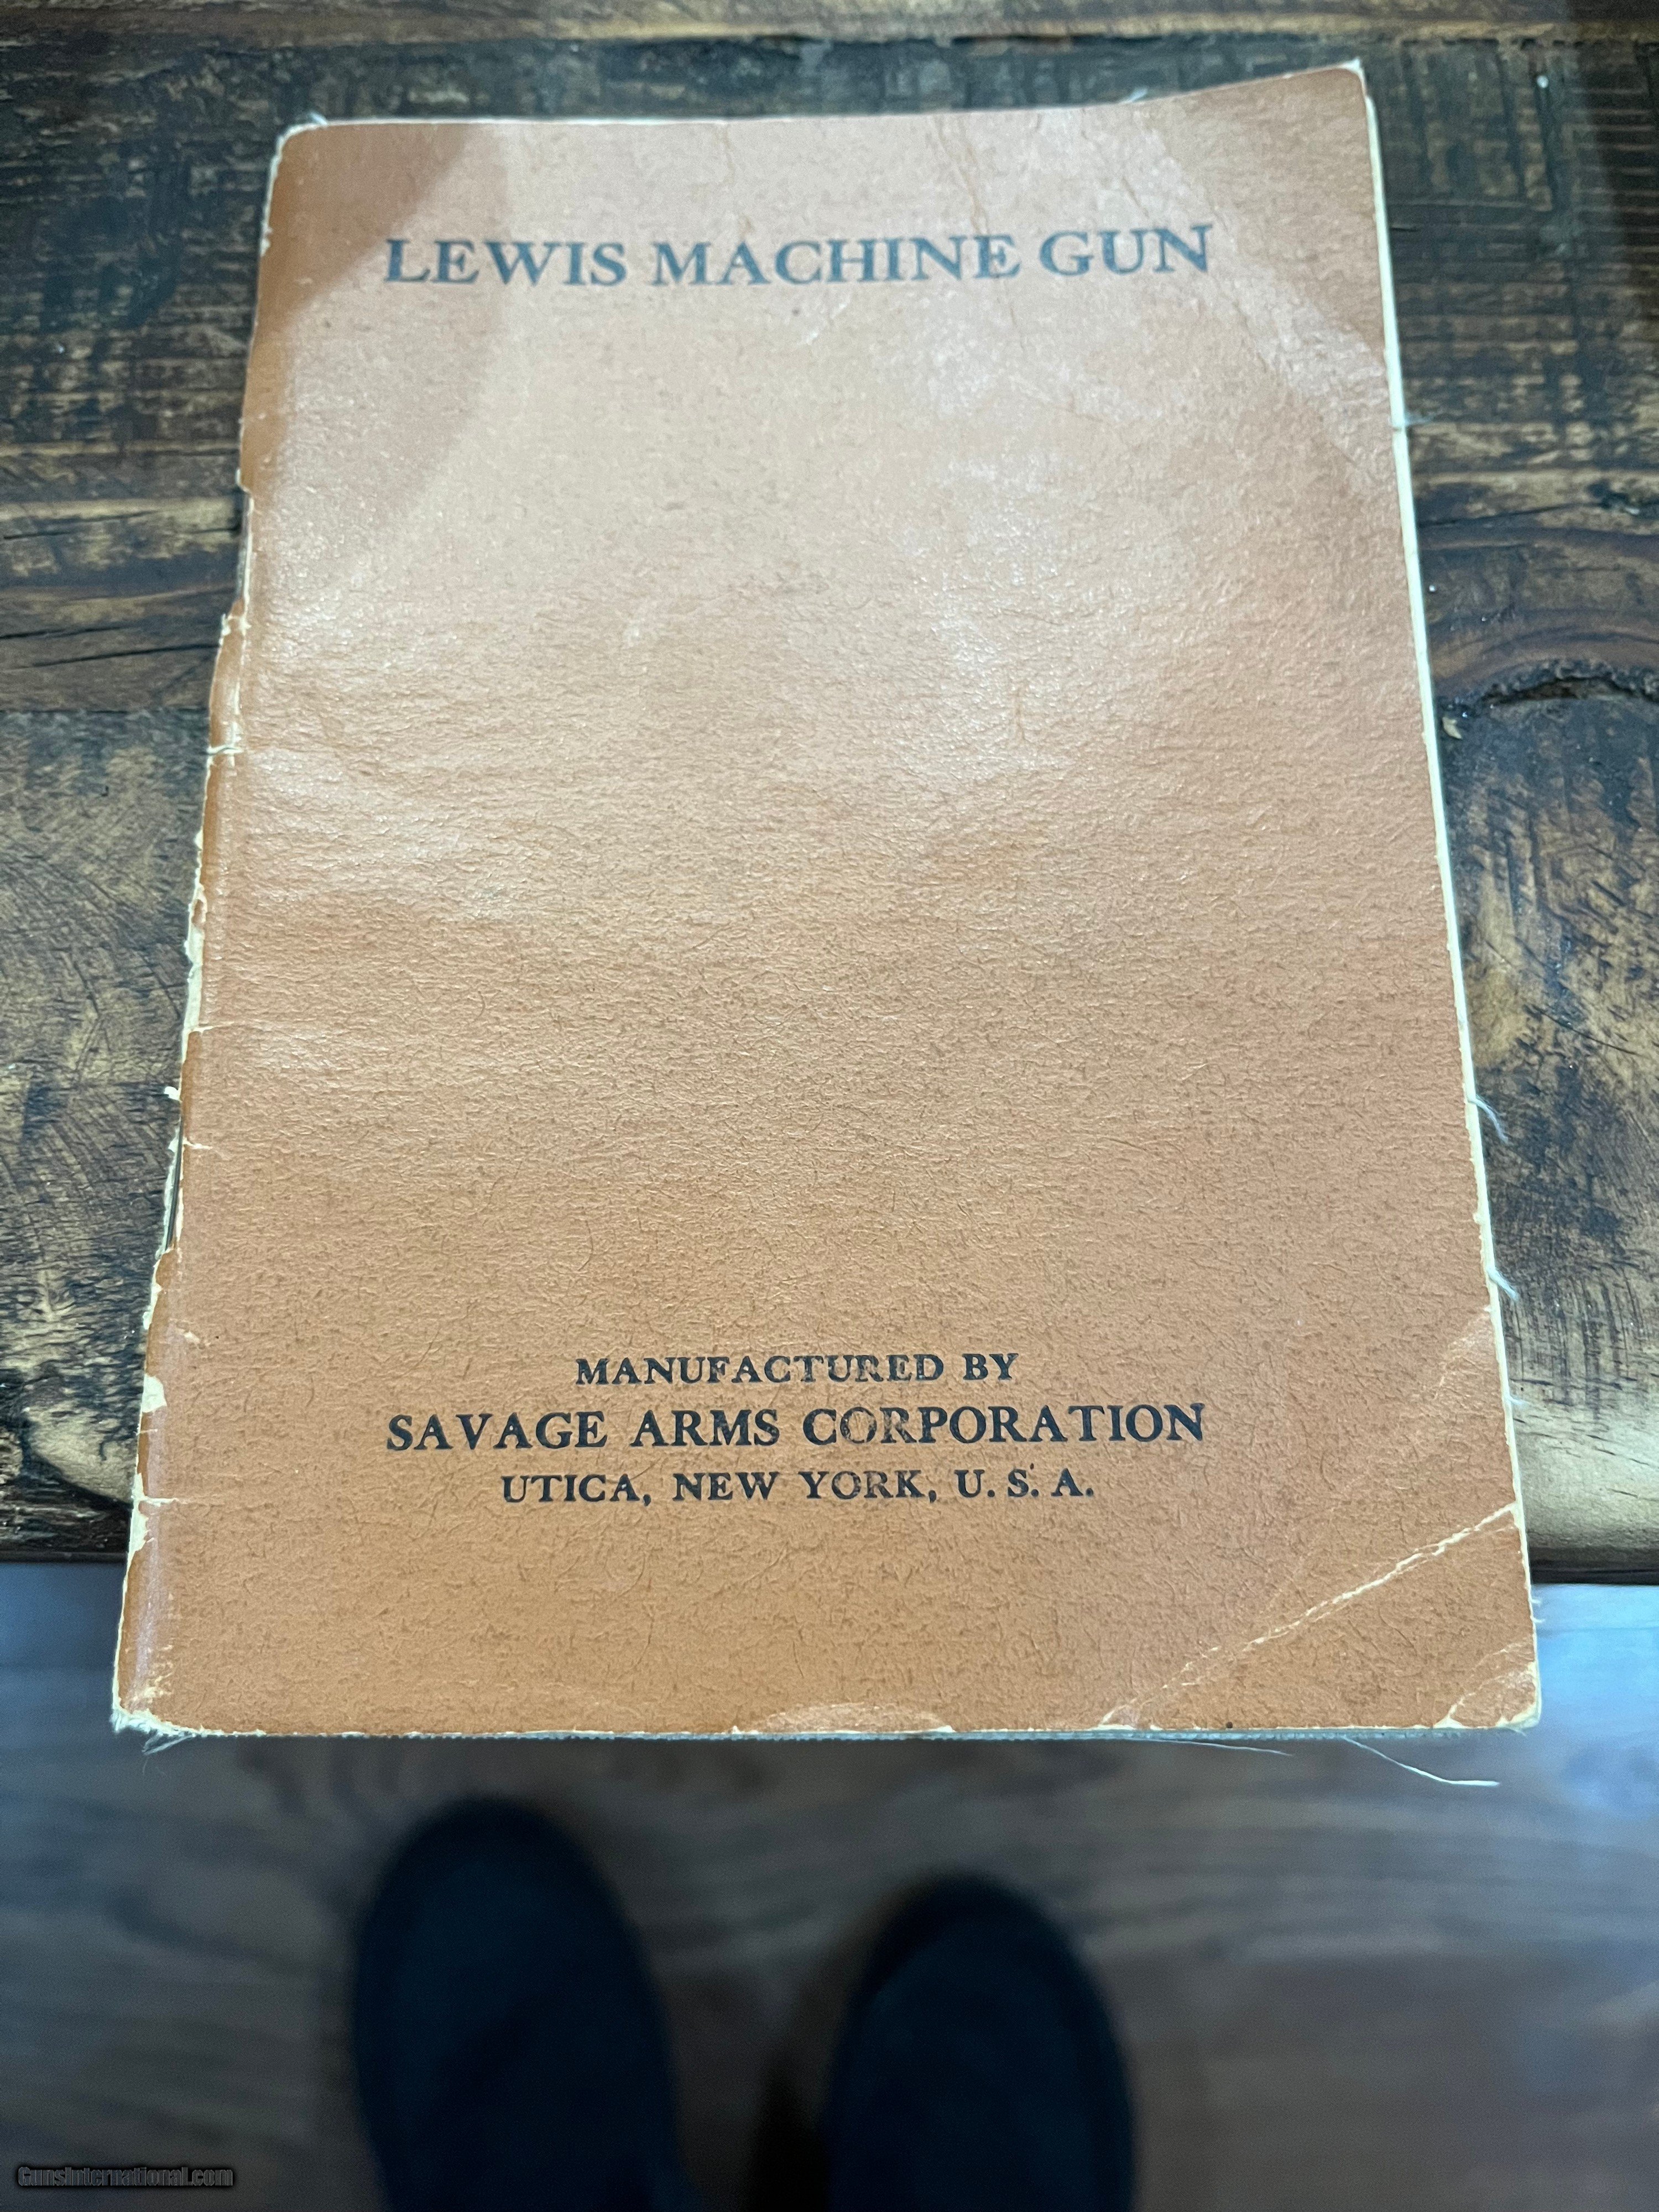 LEWIS MACHINE GUN
MANUFACTURED BY
SAVAGE ARMS CORPORATION
UTICA, NEW YORK, U. S. A.
GunsInternational.com